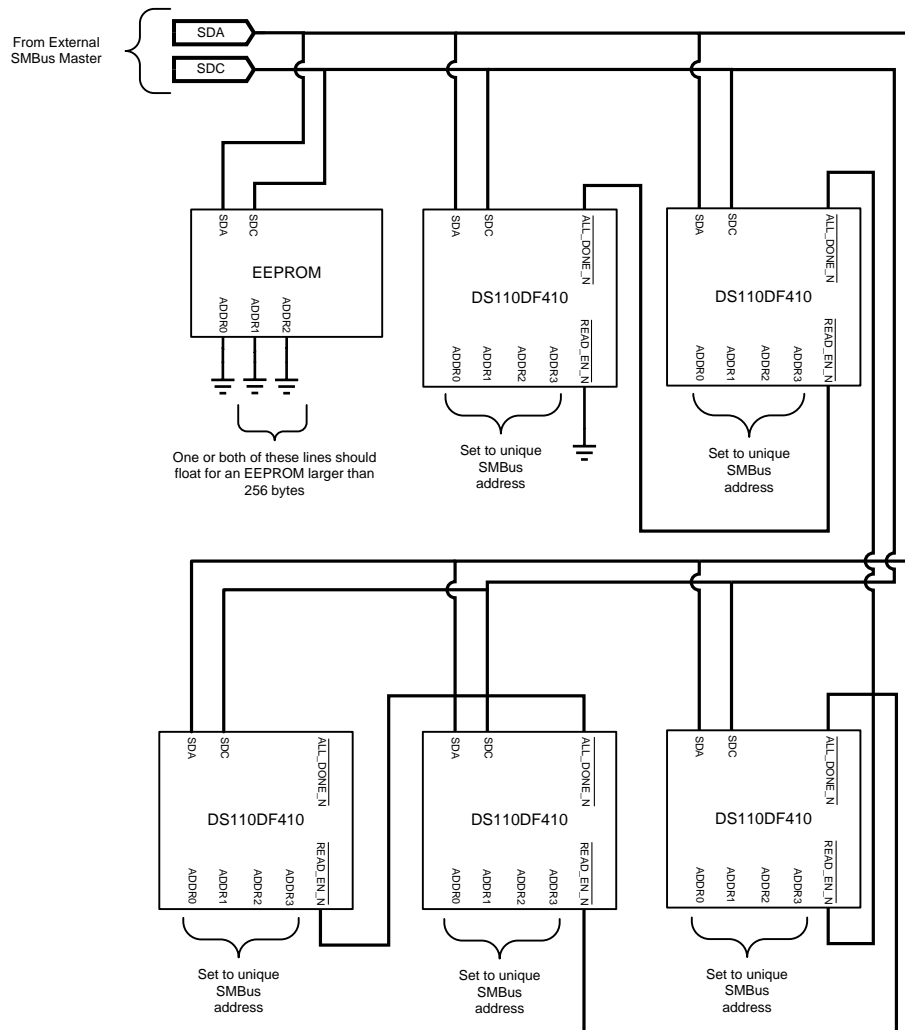 From External
SMBus Master
SDA
SDC
SDA
SDC
EEPROM
ADDR0
ADDR1
ADDR2
One or both of these lines should
float for an EEPROM larger than
256 bytes
SDA
SDC
ALL_DONE_N
DS110DF410
ADDR0
ADDR1
ADDR2
ADDR3
READ_EN_N
Set to unique
SMBus
address
SDA
SDC
ALL_DONE_N
DS110DF410
ADDR0
ADDR1
ADDR2
ADDR3
READ_EN_N
Set to unique
SMBus
address
SDA
SDC
ALL_DONE_N
DS110DF410
ADDR0
ADDR1
ADDR2
ADDR3
READ_EN_N
Set to unique
SMBus
address
SDA
SDC
ALL_DONE_N
DS110DF410
ADDR0
ADDR1
ADDR2
ADDR3
READ_EN_N
Set to unique
SMBus
address
SDA
SDC
ALL_DONE_N
DS110DF410
ADDR0
ADDR1
ADDR2
ADDR3
READ_EN_N
Set to unique
SMBus
address